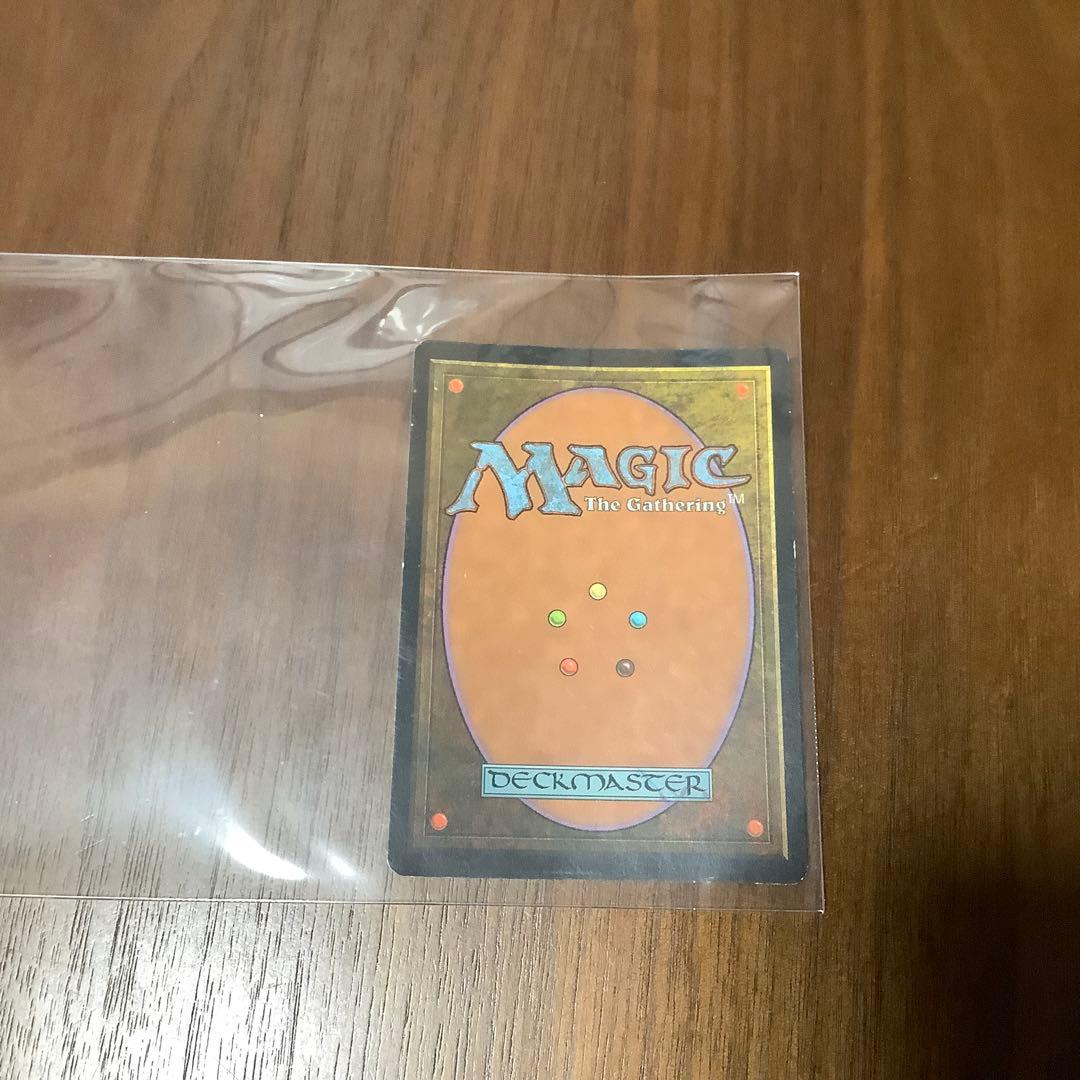 MAGIC
The Gathering™
DECKMASTER